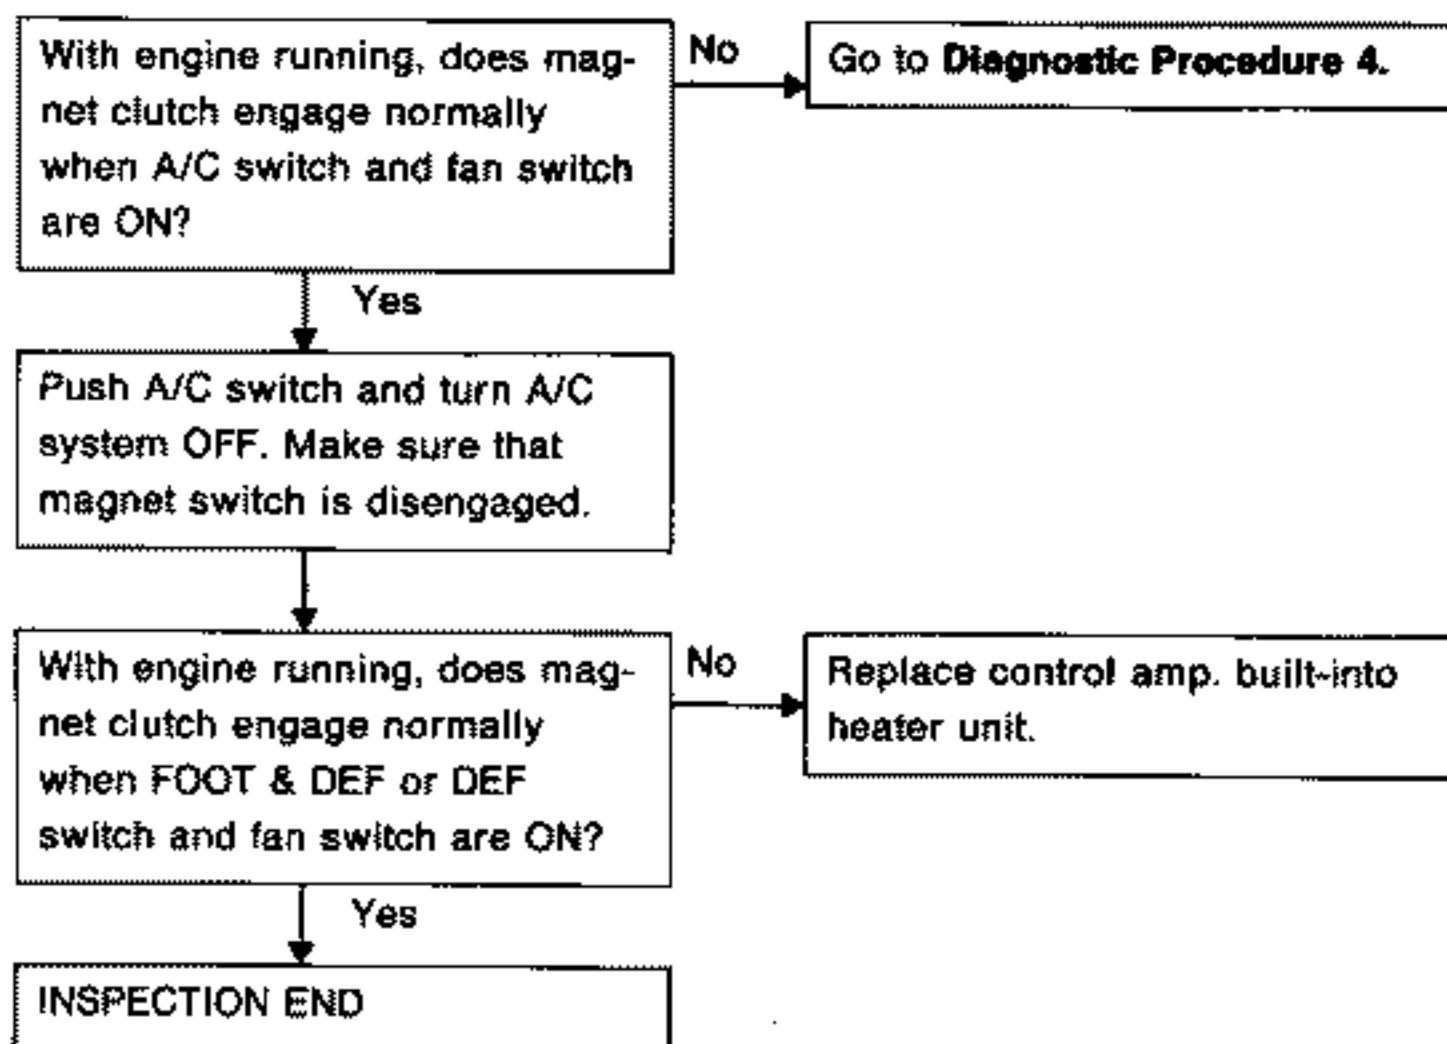 With engine running, does mag-
net clutch engage normally
when A/C switch and fan switch
are ON?
No
Go to Diagnostic Procedure 4.
Yes
Push A/C switch and turn A/C
system OFF. Make sure that
magnet switch is disengaged.
With engine running, does mag-
net clutch engage normally
when FOOT & DEF or DEF
switch and fan switch are ON?
No
Replace control amp. built-into
heater unit.
Yes
INSPECTION END